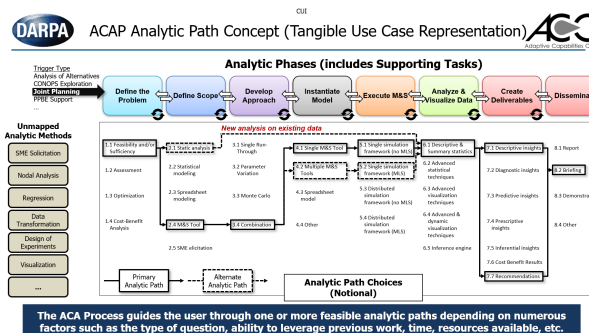 CUI
DARPA
ACAP Analytic Path Concept (Tangible Use Case Representation)
Adaptive Capabilities
Trigger Type
Analysis of Alternatives
CONOPS Exploration
Joint Planning
PPBE Support
...
Analytic Phases (includes Supporting Tasks)
Define the Problem
Define Scope
Develop Approach
Instantiate Model
Execute M&S
Analyze & Visualize Data
Create Deliverables
Dissemina
Unmapped
Analytic Methods
SME Solicitation
Nodal Analysis
Regression
Data Transformation
Design of Experiments
Visualization
...
New analysis on existing data
1.1 Feasibility and/or Sufficiency
1.2 Assessment
1.3 Optimization
1.4 Cost-Benefit Analysis
2.1 Static analysis
2.2 Statistical modeling
2.3 Spreadsheet modeling
2.4 M&S Tool
2.5 SME elicitation
3.1 Single Run-Through
3.2 Parameter Variation
3.3 Monte Carlo
3.4 Combination
4.1 Single M&S Tool
4.2 Multiple M&S Tools
4.3 Spreadsheet model
4.4 Other
5.1 Single simulation framework (no MLS)
5.2 Single simulation framework (MLS)
5.3 Distributed simulation framework (no MLS)
5.4 Distributed simulation framework (MLS)
6.1 Descriptive & Summary statistics
6.2 Advanced statistical techniques
6.3 Advanced visualization techniques
6.4 Advanced & dynamic visualization techniques
6.5 Inference engine
7.1 Descriptive insights
7.2 Diagnostic insights
7.3 Predictive insights
7.4 Prescriptive insights
7.5 Inferential insights
7.6 Cost Benefit Results
7.7 Recommendations
8.1 Report
8.2 Briefing
8.3 Demonstra
8.4 Other
Primary Analytic Path
Alternate Analytic Path
Analytic Path Choices
(Notional)
The ACA Process guides the user through one or more feasible analytic paths depending on numerous
factors such as the type of question, ability to leverage previous work, time, resources available, etc.